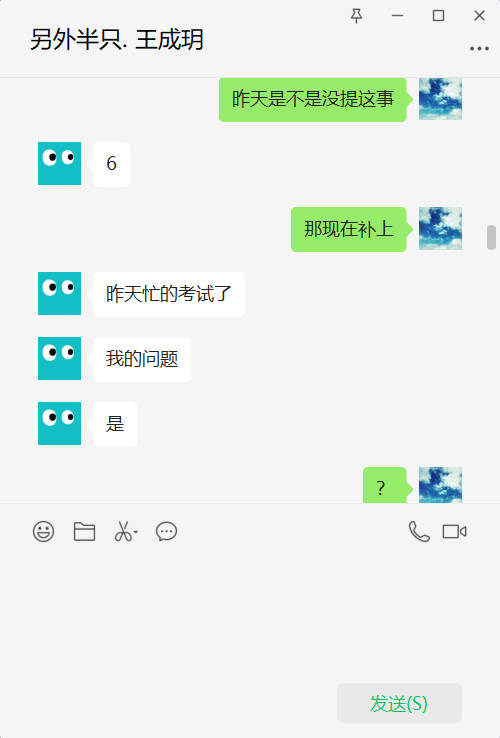 另外半只. 王成玥
昨天是不是没提这事
6
那现在补上
昨天忙的考试了
我的问题
是
？
发送(S)